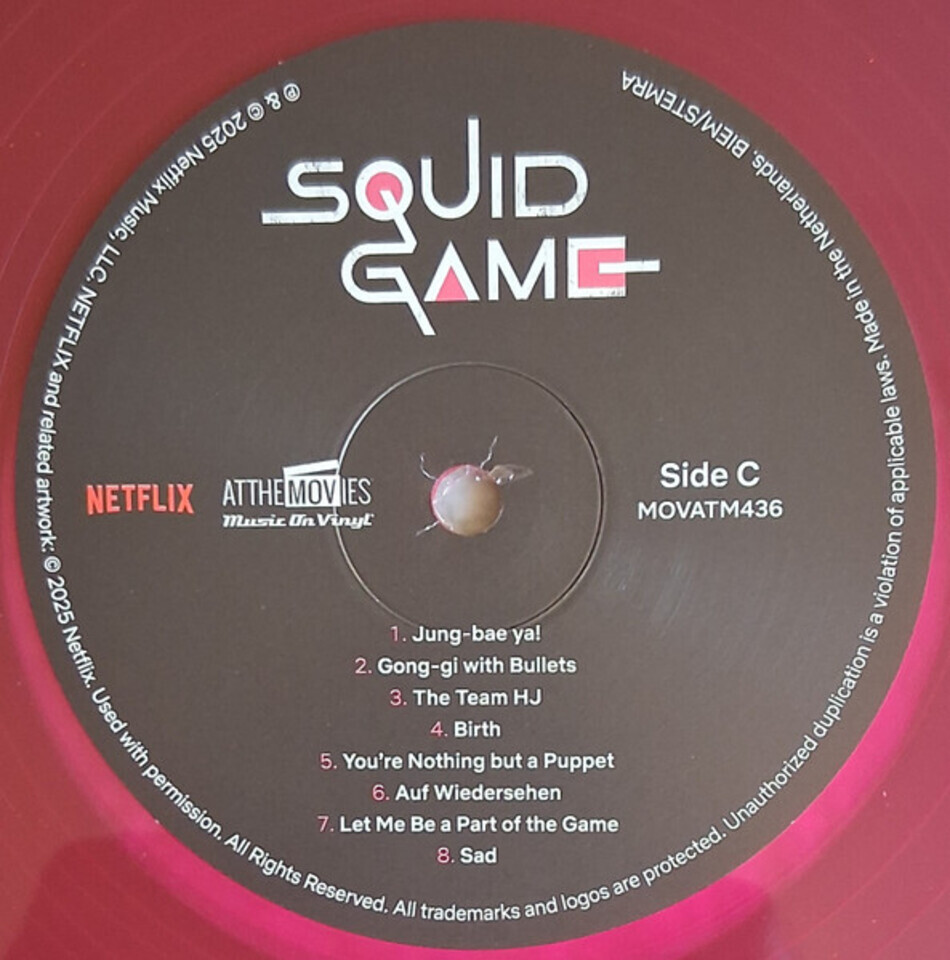 SQUID
GAME
NETFLIX
ATTHEMOVIES
Music On Vinyl
Side C
MOVATM436
1. Jung-bae ya!
2. Gong-gi with Bullets
3. The Team HJ
4. Birth
5. You're Nothing but a Puppet
6. Auf Wiedersehen
7. Let Me Be a Part of the Game
8. Sad
℗ & © 2025 Netflix Music, LLC. NETFLIX and related artwork: © 2025 Netflix. Used with permission. All Rights Reserved. All trademarks and logos are protected. Unauthorized duplication is a violation of applicable laws. Made in the Netherlands. BIEM/STEMRA